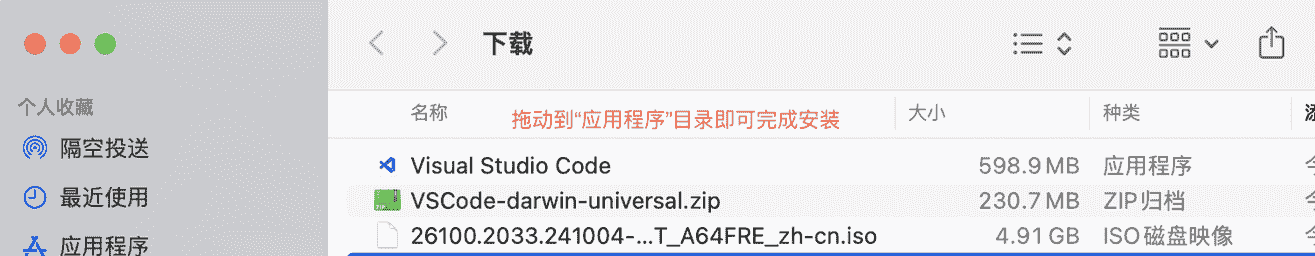 下载
个人收藏
隔空投送
最近使用
应用程序
名称 拖动到“应用程序”目录即可完成安装 大小 种类
Visual Studio Code 598.9 MB 应用程序
VSCode-darwin-universal.zip 230.7 MB ZIP归档
26100.2033.241004-...T_A64FRE_zh-cn.iso 4.91 GB ISO磁盘映像